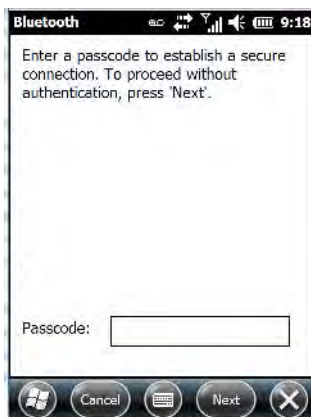 Bluetooth 9:18
Enter a passcode to establish a secure
connection. To proceed without
authentication, press 'Next'.
Passcode:
Cancel Next